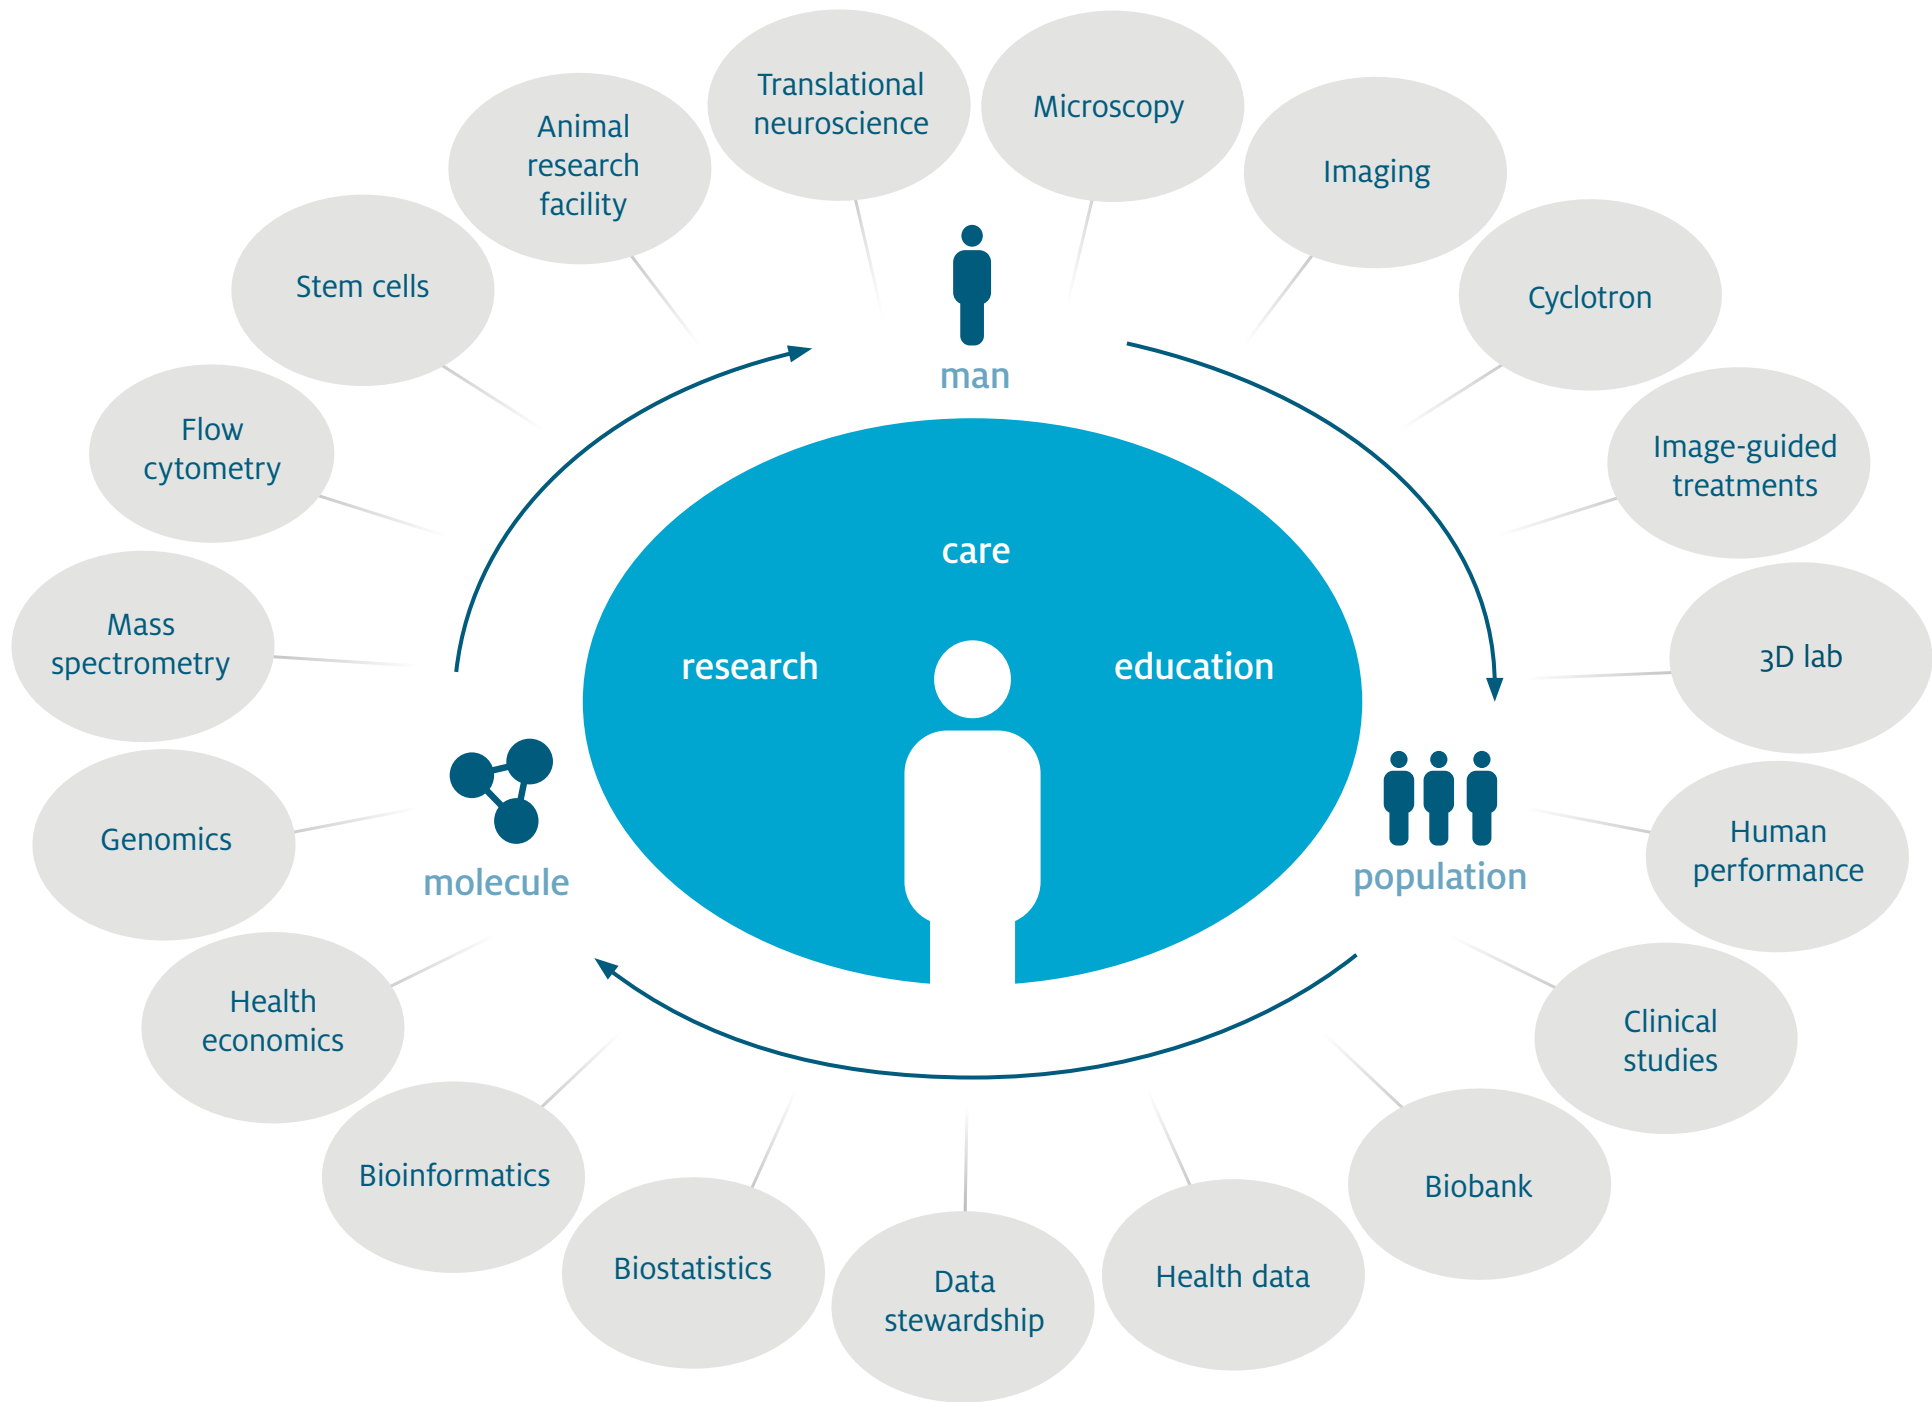 Translational
neuroscience
Microscopy
Animal
research
facility
Imaging
Stem cells
Cyclotron
man
Flow
cytometry
Image-guided
treatments
care
research
education
Mass
spectrometry
3D lab
Genomics
molecule
population
Human
performance
Health
economics
Clinical
studies
Bioinformatics
Biobank
Biostatistics
Data
stewardship
Health data